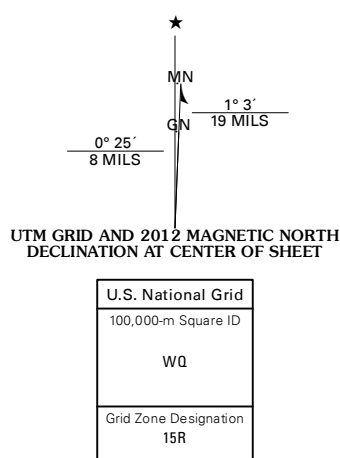 ★
MN
1° 3´
19 MILS
GN
0° 25´
8 MILS
UTM GRID AND 2012 MAGNETIC NORTH
DECLINATION AT CENTER OF SHEET
U.S. National Grid
100,000-m Square ID
WQ
Grid Zone Designation
15R